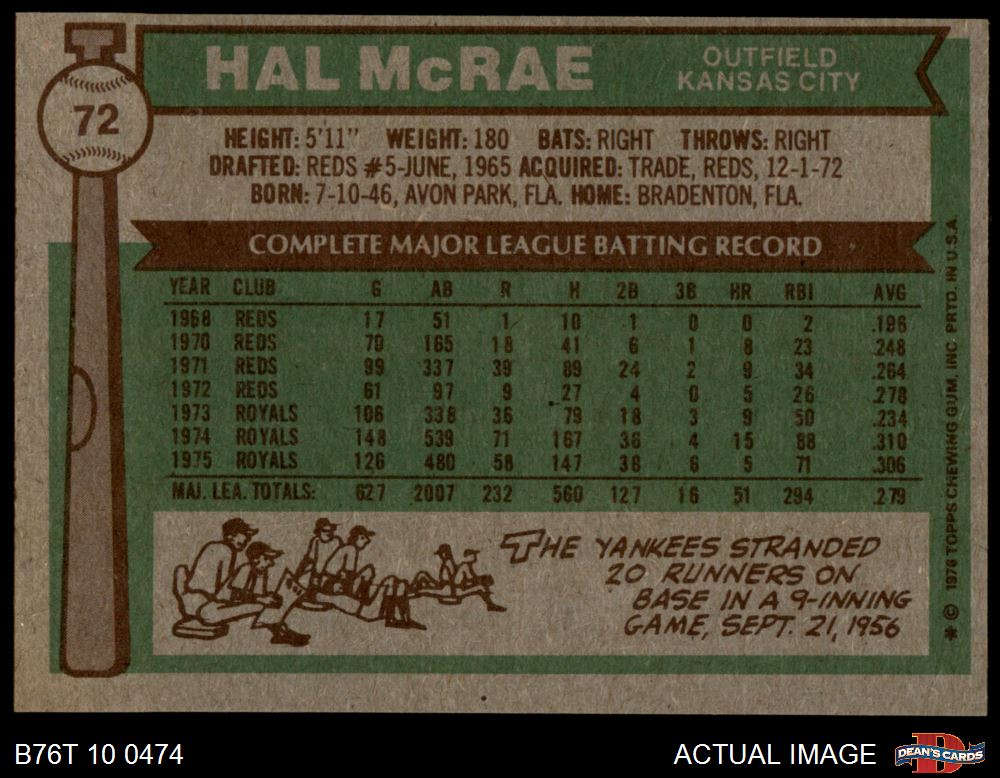 72
HAL McRAE
OUTFIELD
KANSAS CITY
HEIGHT: 5'11" WEIGHT: 180 BATS: RIGHT THROWS: RIGHT
DRAFTED: REDS #5-JUNE, 1965 ACQUIRED: TRADE, REDS, 12-1-72
BORN: 7-10-46, AVON PARK, FLA. HOME: BRADENTON, FLA.
COMPLETE MAJOR LEAGUE BATTING RECORD
YEAR CLUB G AB R H 2B 3B HR RBI AVG
1968 REDS 17 51 1 10 1 0 0 2 .196
1970 REDS 70 165 18 41 6 1 8 23 .248
1971 REDS 99 337 39 89 24 2 9 34 .264
1972 REDS 61 97 9 27 4 0 5 26 .278
1973 ROYALS 106 338 36 79 18 3 9 50 .234
1974 ROYALS 148 539 71 167 36 4 15 88 .310
1975 ROYALS 126 480 58 147 38 6 5 71 .306
MAJ. LEA. TOTALS: 627 2007 232 560 127 16 51 294 .279
THE YANKEES STRANDED
20 RUNNERS ON
BASE IN A 9-INNING
GAME, SEPT. 21, 1956
* © 1976 TOPPS CHEWING GUM, INC. PRTD. IN U.S.A.
B76T 10 0474
ACTUAL IMAGE
DEAN'S CARDS